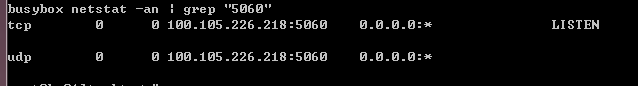 busybox netstat -an | grep "5060"
tcp 0 0 100.105.226.218:5060 0.0.0.0:* LISTEN
udp 0 0 100.105.226.218:5060 0.0.0.0:*